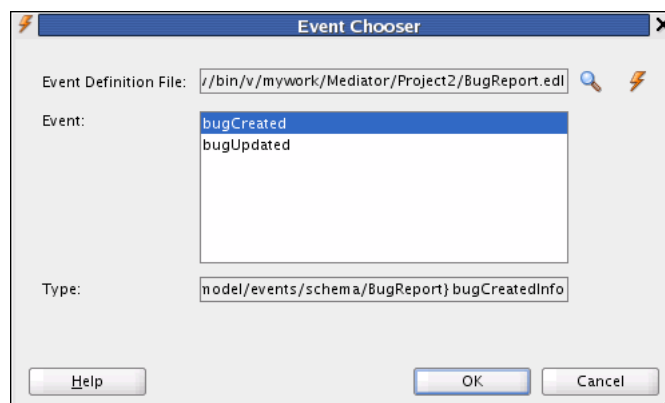 Event Chooser
Event Definition File: v/bin/v/mywork/Mediator/Project2/BugReport.edl
Event: bugCreated
bugUpdated
Type: model/events/schema/BugReport} bugCreatedInfo
Help OK Cancel